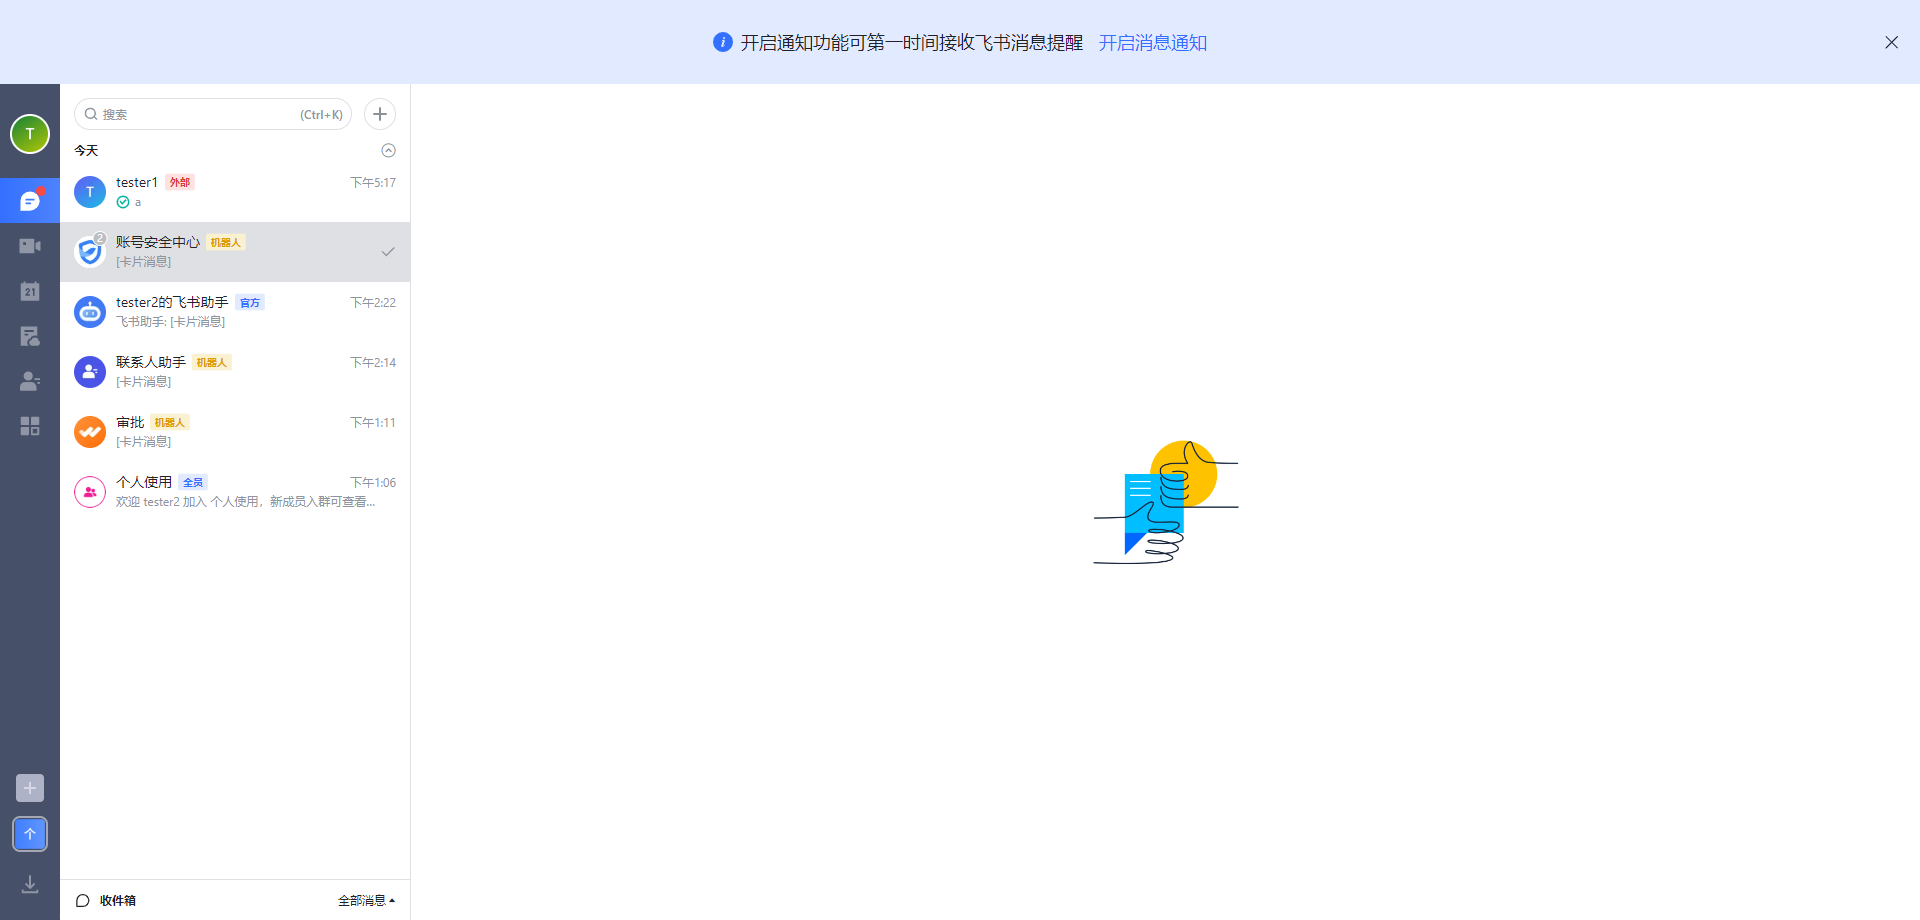 开启通知功能可第一时间接收飞书消息提醒 开启消息通知
T
搜索 (Ctrl+K)
今天
T
tester1 外部 下午5:17
a
2
账号安全中心 机器人
[卡片消息]
21
tester2的飞书助手 官方 下午2:22
飞书助手: [卡片消息]
联系人助手 机器人 下午2:14
[卡片消息]
审批 机器人 下午1:11
[卡片消息]
个人使用 全员 下午1:06
欢迎 tester2 加入 个人使用，新成员入群可查看...
个
收件箱 全部消息